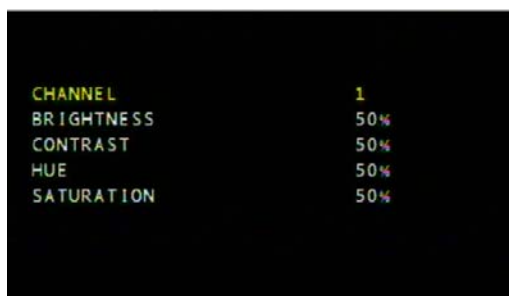 CHANNEL 1
BRIGHTNESS 50%
CONTRAST 50%
HUE 50%
SATURATION 50%